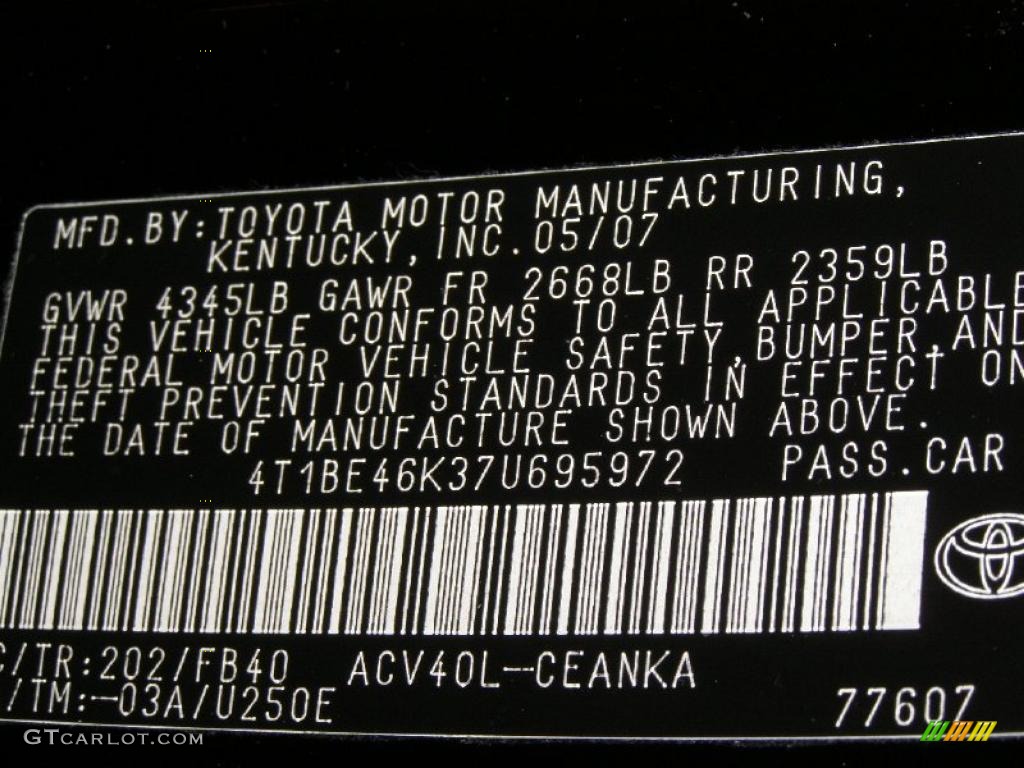 MFD.BY:TOYOTA MOTOR MANUFACTURING,
KENTUCKY,INC.05/07
GVWR 4345LB GAWR FR 2668LB RR 2359LB
THIS VEHICLE CONFORMS TO ALL APPLICABLE
FEDERAL MOTOR VEHICLE SAFETY,BUMPER,AND
THEFT PREVENTION STANDARDS IN EFFECT ON
THE DATE OF MANUFACTURE SHOWN ABOVE.
4T1BE46K37U695972 PASS.CAR
C/TR:202/FB40 ACV40L-CEANKA
/TM:-03A/U250E 77607
GTCARLOT.COM